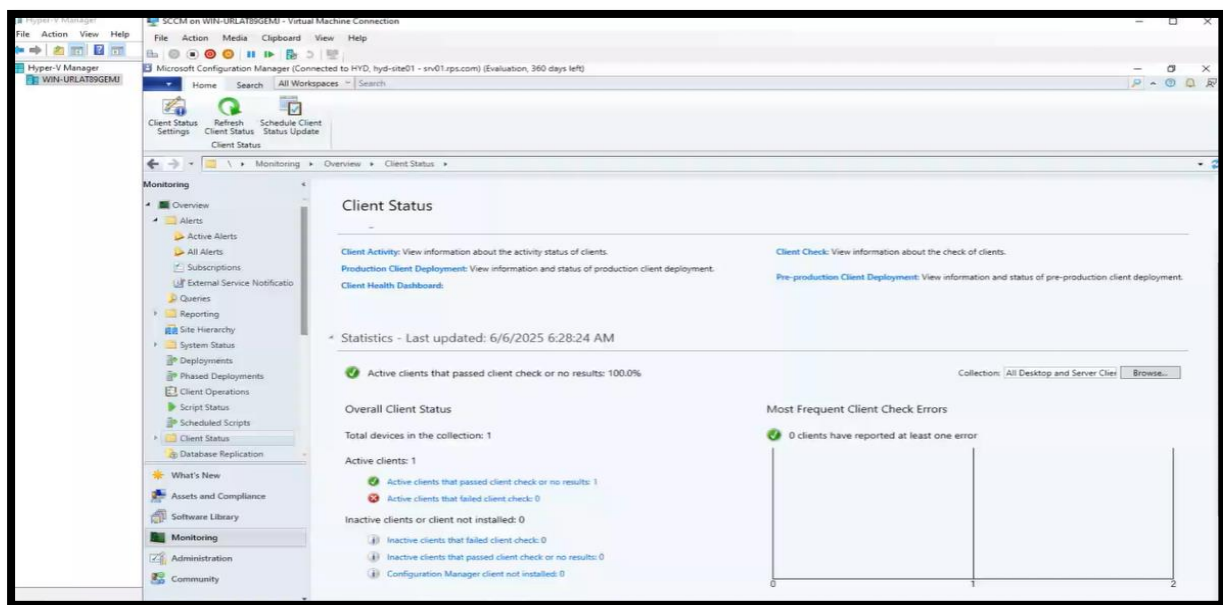 Hyper-V Manager
SCCM on WIN-URLAT89GEMJ - Virtual Machine Connection
File Action View Help
File Action Media Clipboard View Help
Hyper-V Manager
WIN-URLAT89GEMJ
Microsoft Configuration Manager (Connected to HYD, hyd-site01 - srv01.rps.com) (Evaluation, 360 days left)
Home Search All Workspaces Search
Client Status Settings
Refresh Client Status
Schedule Client Status Update
Client Status
\ Monitoring Overview Client Status
Monitoring
Overview
Alerts
Active Alerts
All Alerts
Subscriptions
External Service Notificatio
Queries
Reporting
Site Hierarchy
System Status
Deployments
Phased Deployments
Client Operations
Script Status
Scheduled Scripts
Client Status
Database Replication
What's New
Assets and Compliance
Software Library
Monitoring
Administration
Community
Client Status
Client Activity: View information about the activity status of clients.
Production Client Deployment: View information and status of production client deployment.
Client Health Dashboard:
Client Check: View information about the check of clients.
Pre-production Client Deployment: View information and status of pre-production client deployment.
Statistics - Last updated: 6/6/2025 6:28:24 AM
Active clients that passed client check or no results: 100.0%
Collection: All Desktop and Server Clie Browse...
Overall Client Status
Total devices in the collection: 1
Active clients: 1
Active clients that passed client check or no results: 1
Active clients that failed client check: 0
Inactive clients or client not installed: 0
Inactive clients that failed client check: 0
Inactive clients that passed client check or no results: 0
Configuration Manager client not installed: 0
Most Frequent Client Check Errors
0 clients have reported at least one error
0 1 2